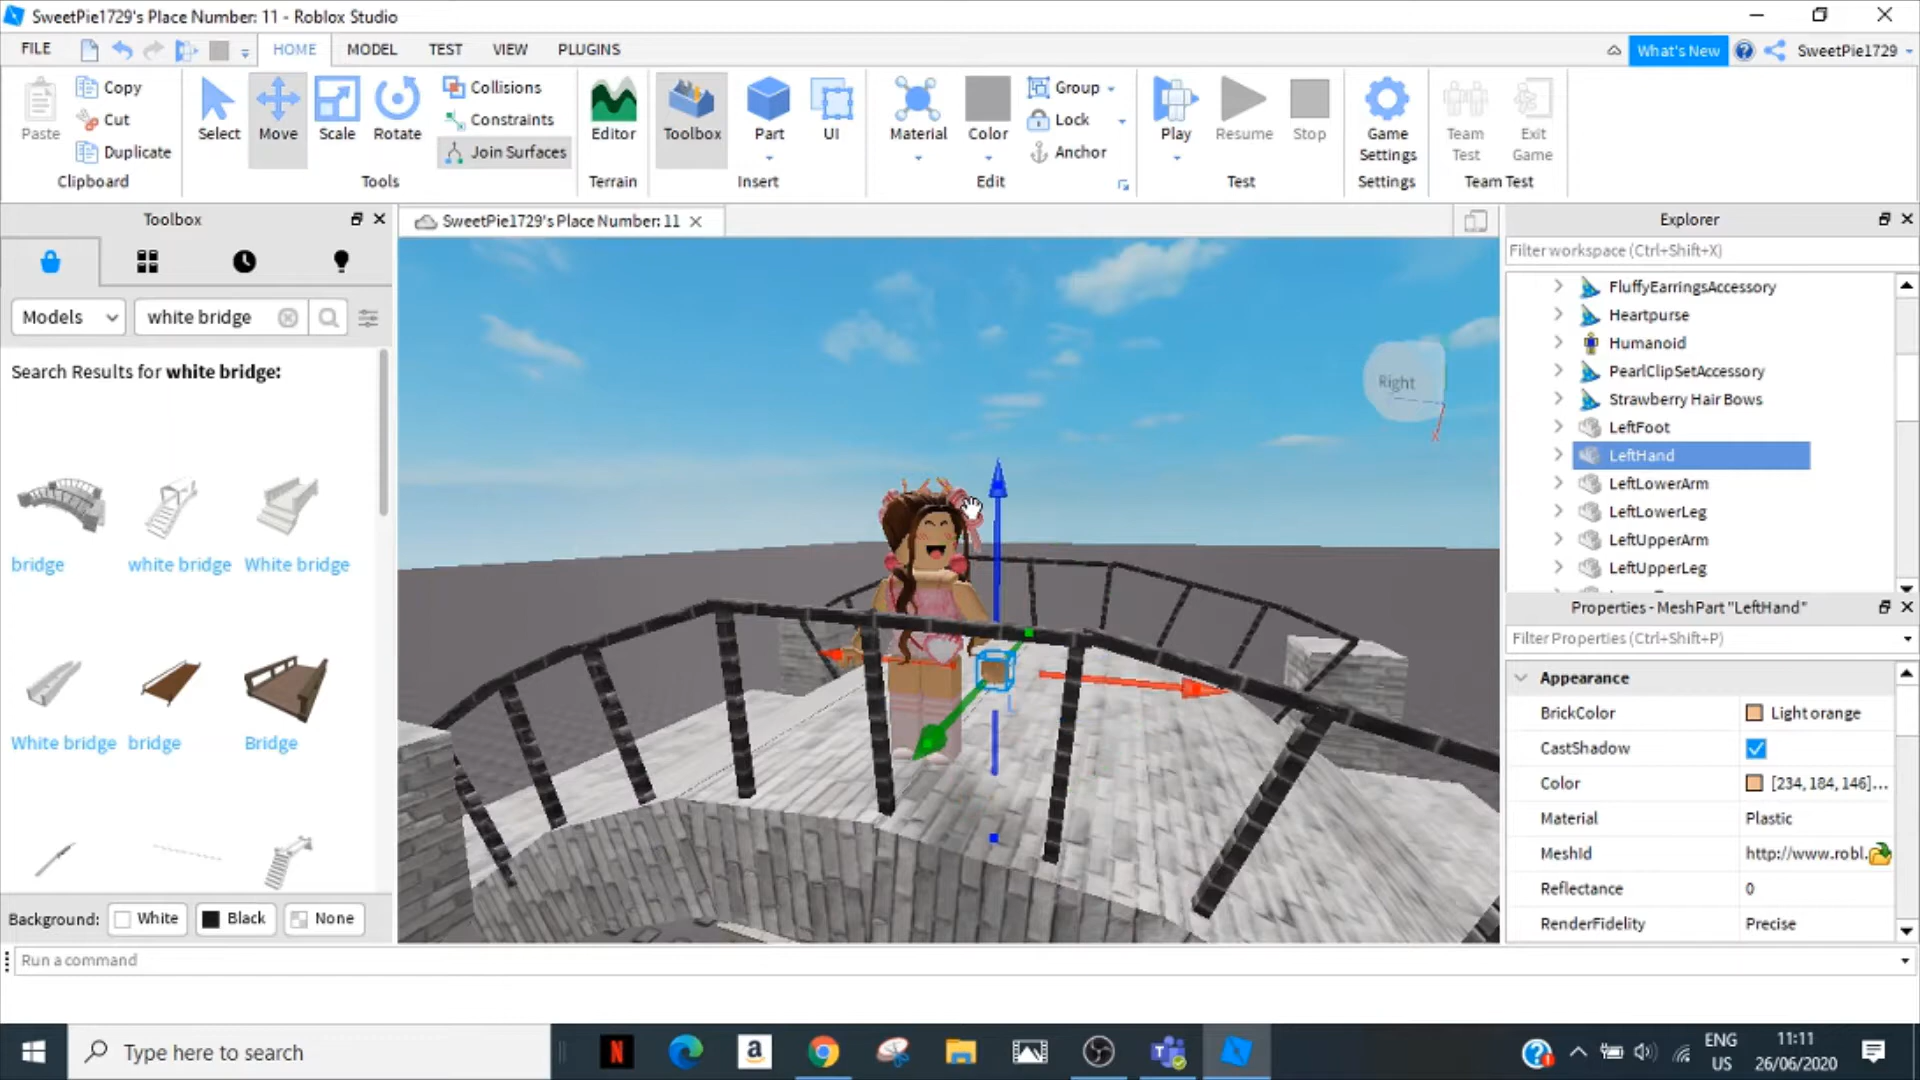 SweetPie1729's Place Number: 11 - Roblox Studio
FILE
HOME
MODEL
TEST
VIEW
PLUGINS
What's New
SweetPie1729
Paste
Copy
Cut
Duplicate
Clipboard
Select
Move
Scale
Rotate
Collisions
Constraints
Join Surfaces
Tools
Editor
Terrain
Toolbox
Part
UI
Insert
Material
Color
Group
Lock
Anchor
Edit
Play
Resume
Stop
Test
Game Settings
Settings
Team Test
Exit Game
Team Test
Toolbox
Models
white bridge
Search Results for white bridge:
bridge
white bridge
White bridge
White bridge
bridge
Bridge
Background:
White
Black
None
SweetPie1729's Place Number: 11
Right
X
Explorer
Filter workspace (Ctrl+Shift+X)
FluffyEarringsAccessory
Heartpurse
Humanoid
PearlClipSetAccessory
Strawberry Hair Bows
LeftFoot
LeftHand
LeftLowerArm
LeftLowerLeg
LeftUpperArm
LeftUpperLeg
Properties - MeshPart "LeftHand"
Filter Properties (Ctrl+Shift+P)
Appearance
BrickColor Light orange
CastShadow
Color [234, 184, 146]...
Material Plastic
MeshId http://www.robl.
Reflectance 0
RenderFidelity Precise
Run a command
Type here to search
ENG
US
11:11
26/06/2020